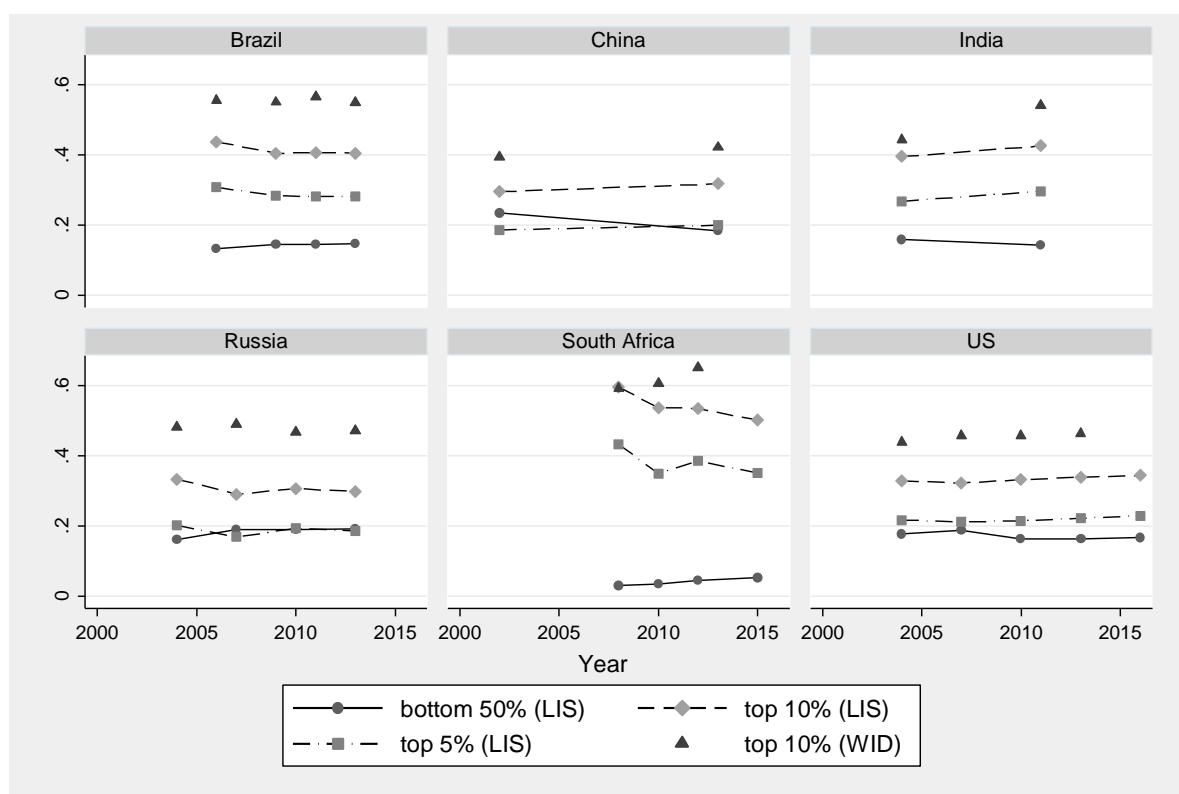 Brazil China India
.6
.4
.2
0
Russia South Africa US
.6
.4
.2
0
2000 2005 2010 2015 2000 2005 2010 2015 2000 2005 2010 2015
Year
bottom 50% (LIS) top 10% (LIS)
top 5% (LIS) top 10% (WID)